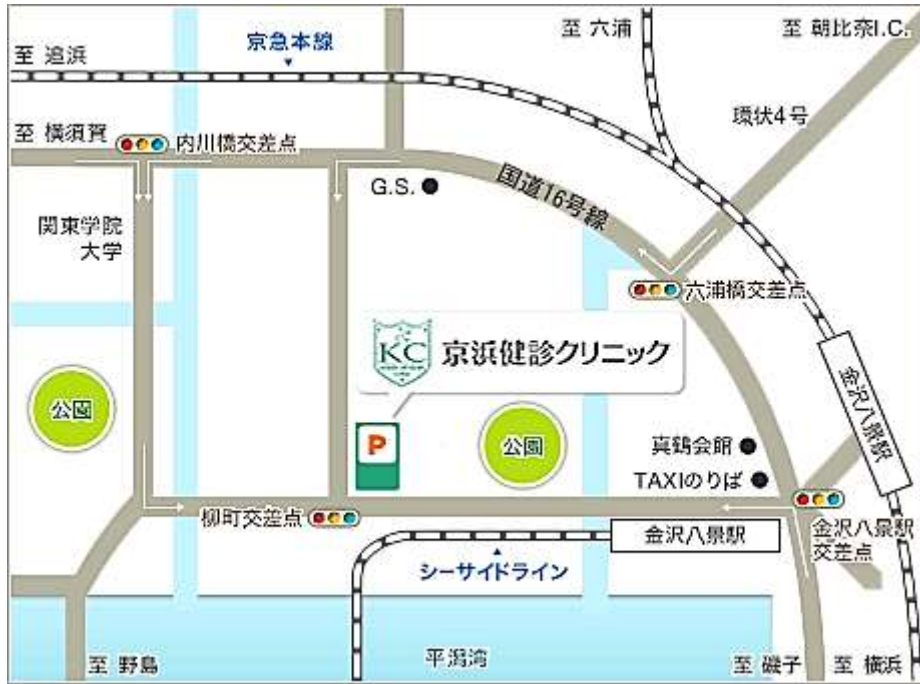 至 追浜
京急本線
至 六浦
至 朝比奈I.C.
至 横須賀
内川橋交差点
環状4号
G.S.
国道16号線
関東学院
大学
六浦橋交差点
KC
京浜健診クリニック
金沢八景駅
公園
P
公園
真鶴会館
TAXIのりば
柳町交差点
金沢八景駅
金沢八景駅
交差点
シーサイドライン
至 野島
平潟湾
至 磯子
至 横浜